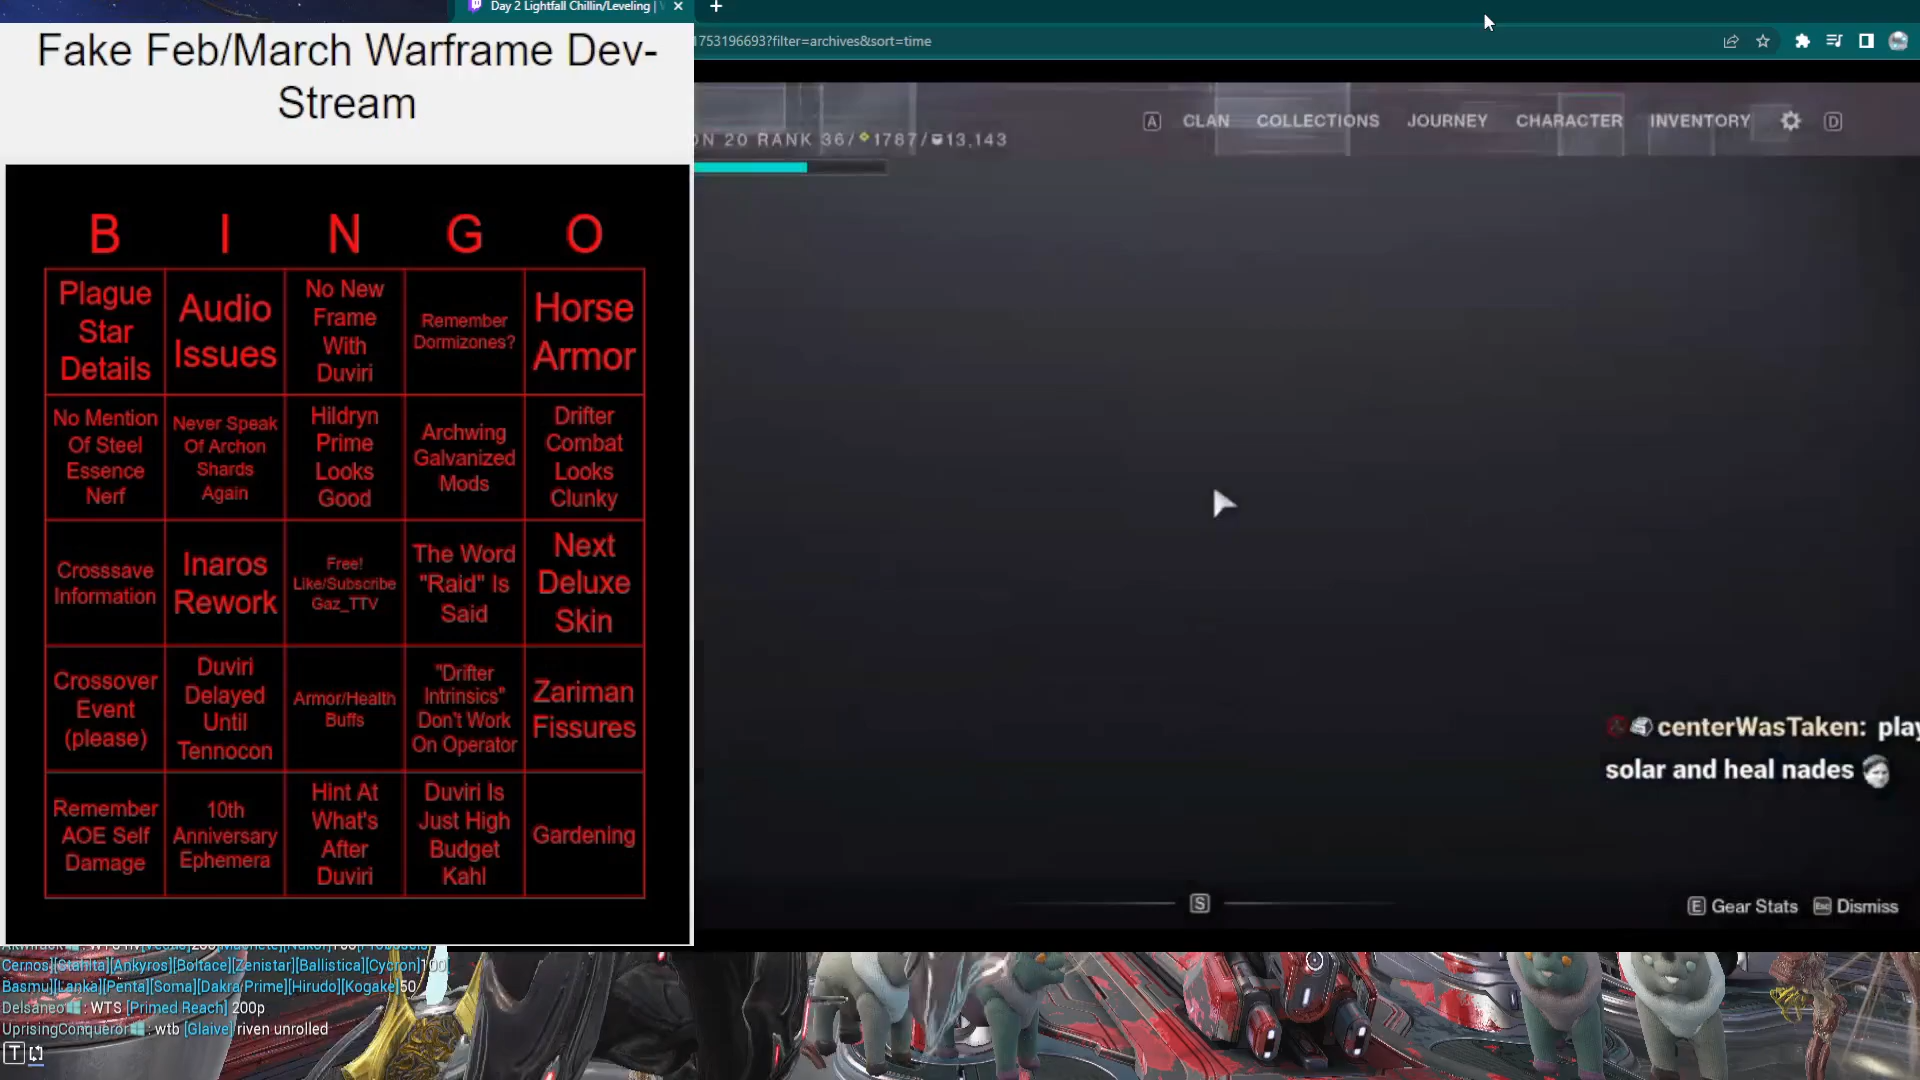 Day 2 Lightfall Chillin/Leveling |
1753196693?filter=archives&sort=time
Fake Feb/March Warframe Dev-
Stream
ON 20 RANK 36/ 1787/ 13,143
A CLAN COLLECTIONS JOURNEY CHARACTER INVENTORY D
B I N G O
Plague
Star
Details
Audio
Issues
No New
Frame
With
Duviri
Remember
Dormizones?
Horse
Armor
No Mention
Of Steel
Essence
Nerf
Never Speak
Of Archon
Shards
Again
Hildryn
Prime
Looks
Good
Archwing
Galvanized
Mods
Drifter
Combat
Looks
Clunky
Crosssave
Information
Inaros
Rework
Free!
Like/Subscribe
Gaz_TTV
The Word
"Raid" Is
Said
Next
Deluxe
Skin
Crossover
Event
(please)
Duviri
Delayed
Until
Tennocon
Armor/Health
Buffs
"Drifter
Intrinsics"
Don't Work
On Operator
Zariman
Fissures
Remember
AOE Self
Damage
10th
Anniversary
Ephemera
Hint At
What's
After
Duviri
Duviri Is
Just High
Budget
Kahl
Gardening
centerWasTaken: play
solar and heal nades
S
E Gear Stats Esc Dismiss
Cernos][Stahlta][Ankyros][Boltace][Zenistar][Ballistica][Cycron]100[
Basmu][Lanka][Penta][Soma][Dakra Prime][Hirudo][Kogake]50
Delsaneo : WTS [Primed Reach] 200p
UprisingConqueror : wtb [Glaive] riven unrolled
T